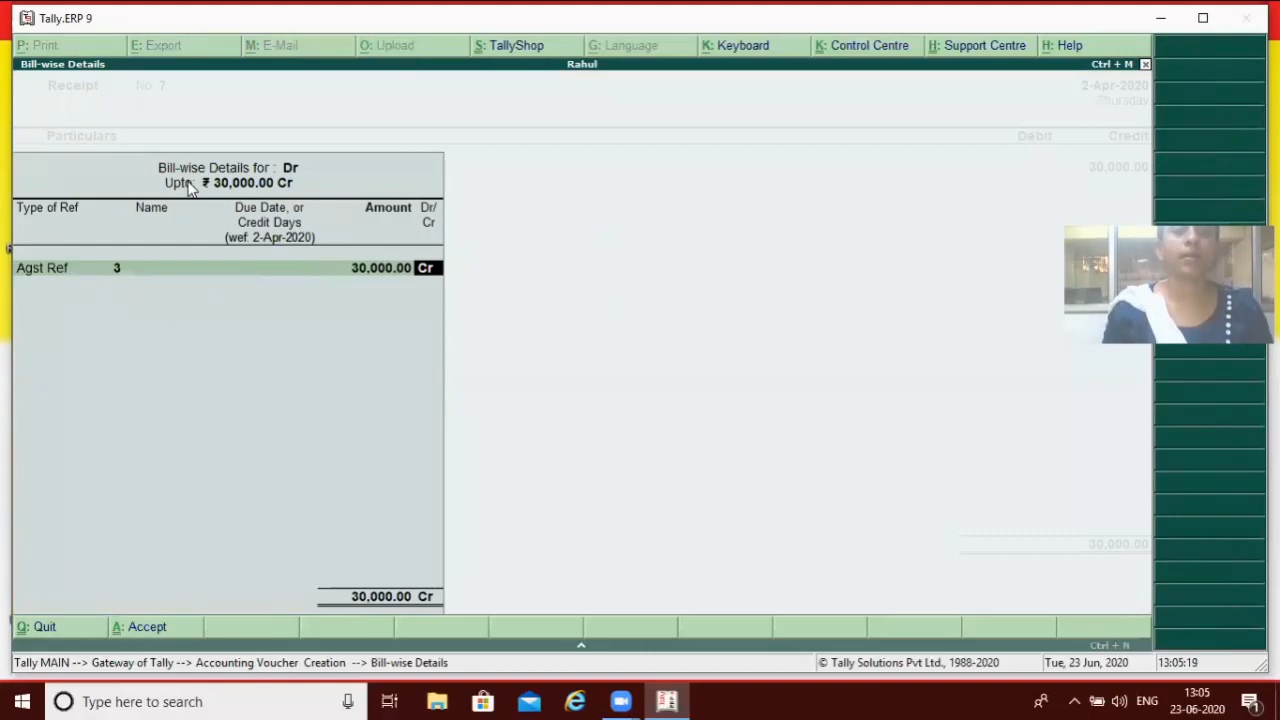 Tally.ERP 9
P: Print E: Export M: E-Mail O: Upload S: TallyShop G: Language K: Keyboard K: Control Centre H: Support Centre H: Help
Bill-wise Details Rahul Ctrl + M
Receipt No. 7 2-Apr-2020
Thursday
Particulars Debit Credit
Bill-wise Details for : Dr 30,000.00
Upto : ₹ 30,000.00 Cr
Type of Ref Name Due Date, or Amount Dr/
Credit Days Cr
(wef. 2-Apr-2020)
Agst Ref 3 30,000.00 Cr
30,000.00
30,000.00 Cr
Q: Quit A: Accept
Ctrl + N
Tally MAIN --> Gateway of Tally --> Accounting Voucher Creation --> Bill-wise Details © Tally Solutions Pvt Ltd., 1988-2020 Tue, 23 Jun, 2020 13:05:19
Type here to search ENG 13:05
23-06-2020 1